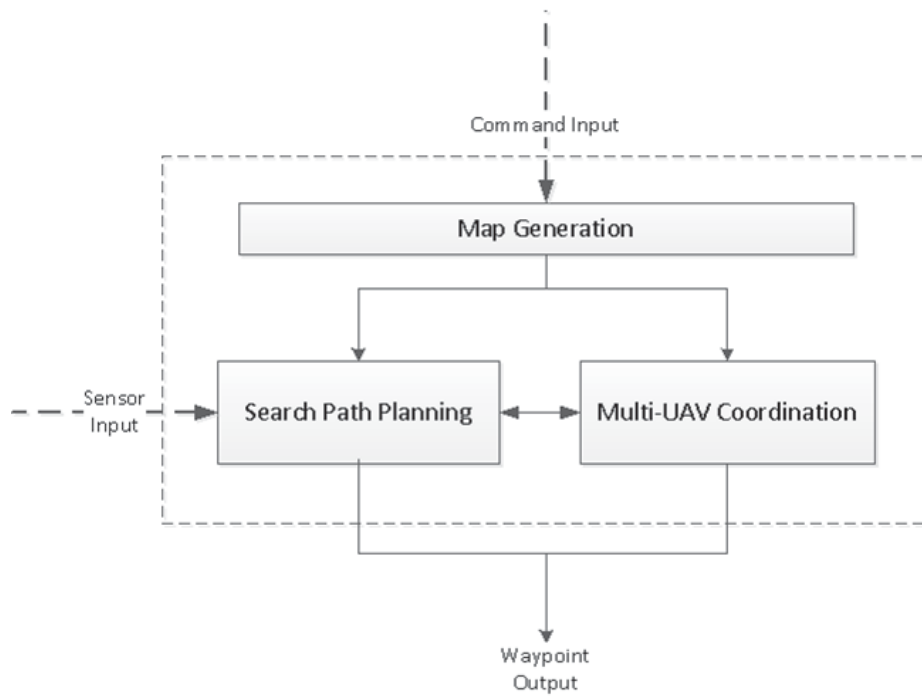 Command Input
Map Generation
Sensor
Input
Search Path Planning
Multi-UAV Coordination
Waypoint
Output